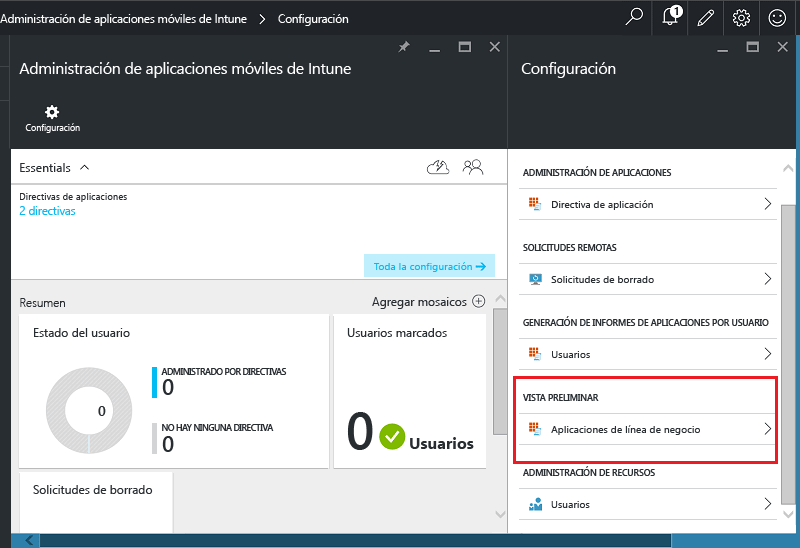 Administración de aplicaciones móviles de Intune > Configuración
1
Administración de aplicaciones móviles de Intune
Configuración
Essentials
Directivas de aplicaciones
2 directivas
Toda la configuración →
Resumen
Agregar mosaicos
Estado del usuario
0
ADMINISTRADO POR DIRECTIVAS
0
NO HAY NINGUNA DIRECTIVA
0
Usuarios marcados
0 Usuarios
Solicitudes de borrado
Configuración
ADMINISTRACIÓN DE APLICACIONES
Directiva de aplicación
SOLICITUDES REMOTAS
Solicitudes de borrado
GENERACIÓN DE INFORMES DE APLICACIONES POR USUARIO
Usuarios
VISTA PRELIMINAR
Aplicaciones de línea de negocio
ADMINISTRACIÓN DE RECURSOS
Usuarios